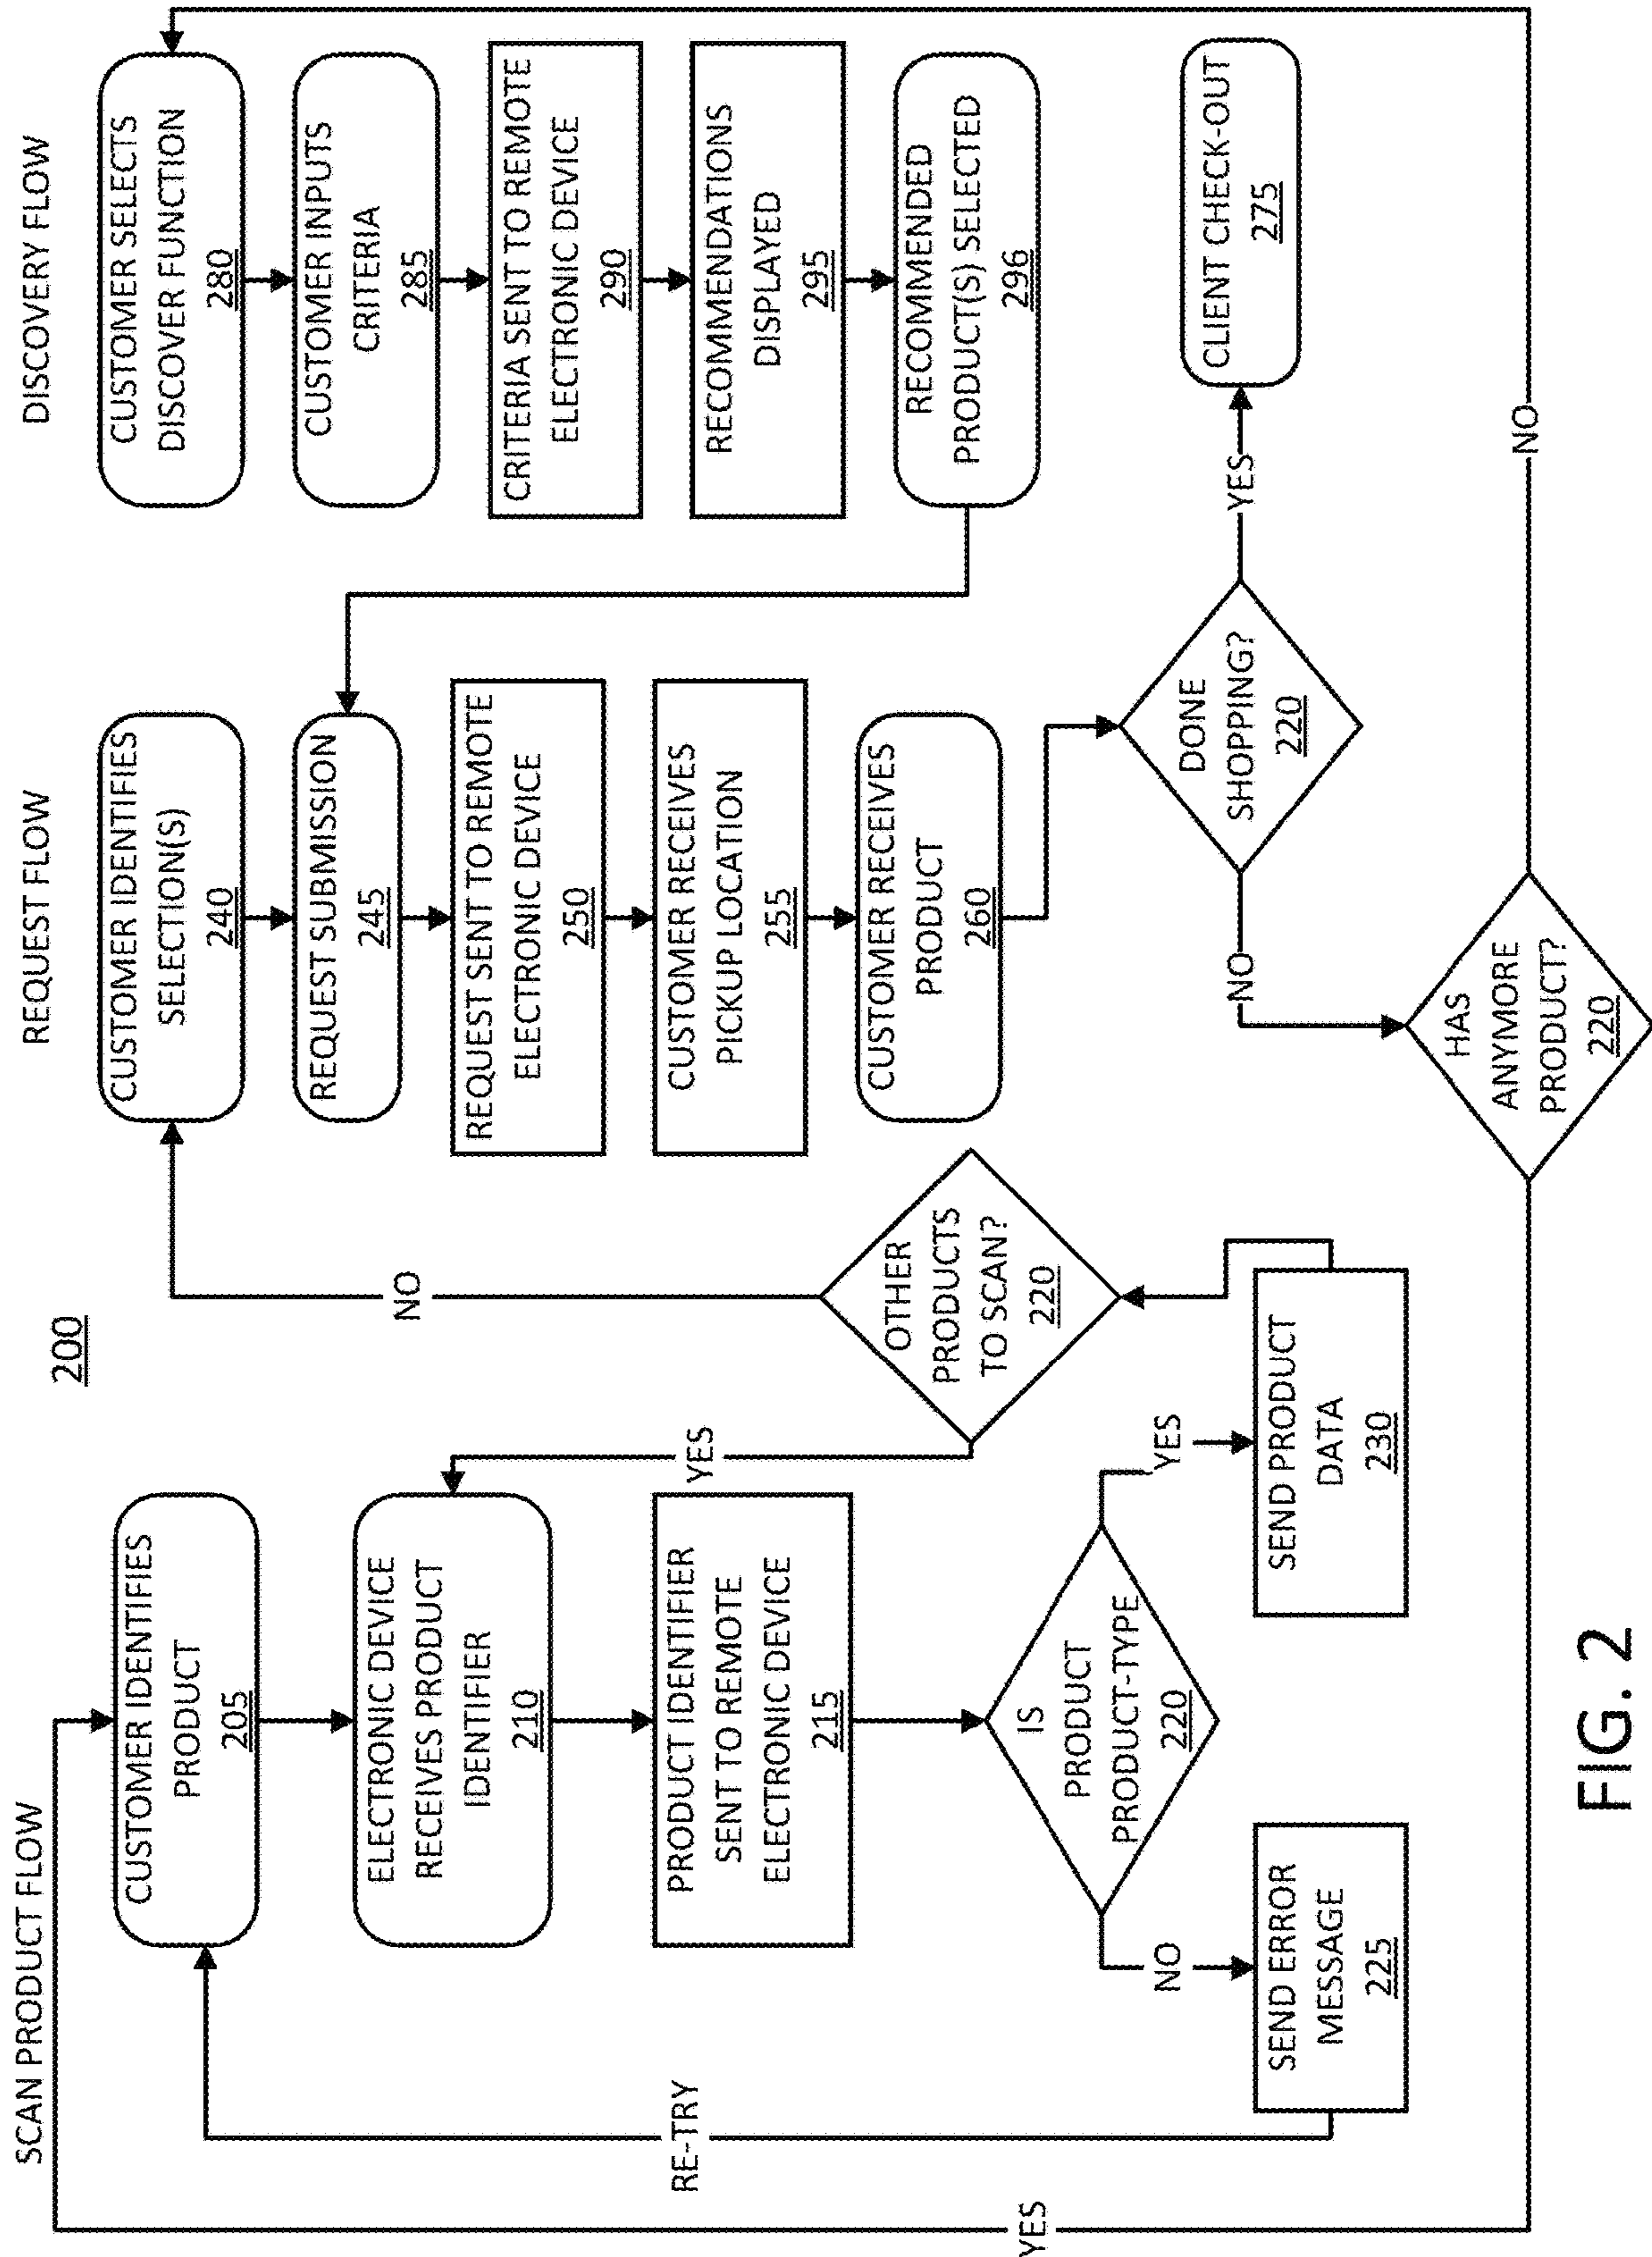 200
SCAN PRODUCT FLOW
CUSTOMER IDENTIFIES
PRODUCT
205
ELECTRONIC DEVICE
RECEIVES PRODUCT
IDENTIFIER
210
PRODUCT IDENTIFIER
SENT TO REMOTE
ELECTRONIC DEVICE
215
IS
PRODUCT
PRODUCT-TYPE
220
NO
YES
SEND ERROR
MESSAGE
225
RE-TRY
SEND PRODUCT
DATA
230
OTHER
PRODUCTS
TO SCAN?
220
YES
NO
REQUEST FLOW
CUSTOMER IDENTIFIES
SELECTION(S)
240
REQUEST SUBMISSION
245
REQUEST SENT TO REMOTE
ELECTRONIC DEVICE
250
CUSTOMER RECEIVES
PICKUP LOCATION
255
CUSTOMER RECEIVES
PRODUCT
260
DONE
SHOPPING?
220
NO
YES
HAS
ANYMORE
PRODUCT?
220
YES
NO
DISCOVERY FLOW
CUSTOMER SELECTS
DISCOVER FUNCTION
280
CUSTOMER INPUTS
CRITERIA
285
CRITERIA SENT TO REMOTE
ELECTRONIC DEVICE
290
RECOMMENDATIONS
DISPLAYED
295
RECOMMENDED
PRODUCT(S) SELECTED
296
CLIENT CHECK-OUT
275
FIG. 2